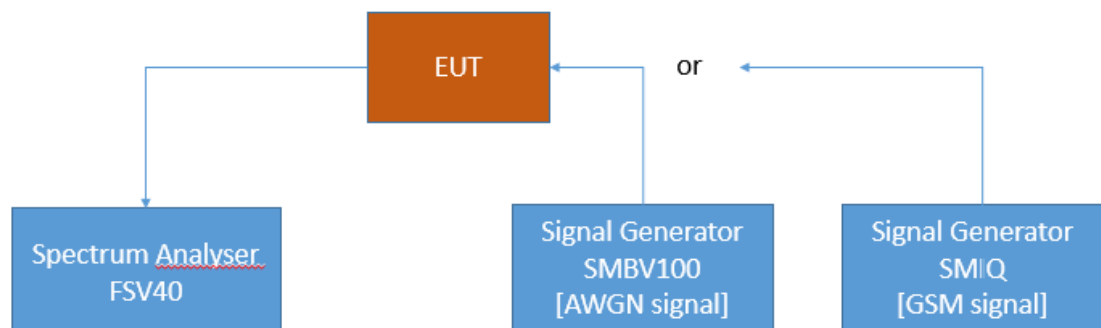 EUT
or
Spectrum Analyser
FSV40
Signal Generator
SMBV100
[AWGN signal]
Signal Generator
SMIQ
[GSM signal]